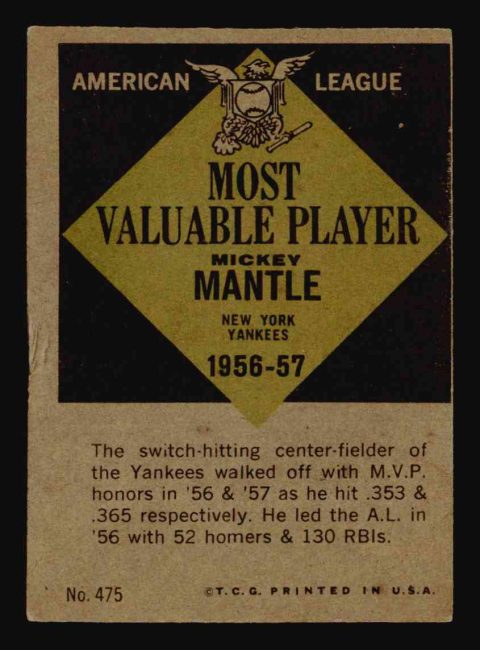 AMERICAN LEAGUE
MOST
VALUABLE PLAYER
MICKEY
MANTLE
NEW YORK
YANKEES
1956-57
The switch-hitting center-fielder of
the Yankees walked off with M.V.P.
honors in '56 & '57 as he hit .353 &
.365 respectively. He led the A.L. in
'56 with 52 homers & 130 RBIs.
No. 475 ©T.C.G. PRINTED IN U.S.A.